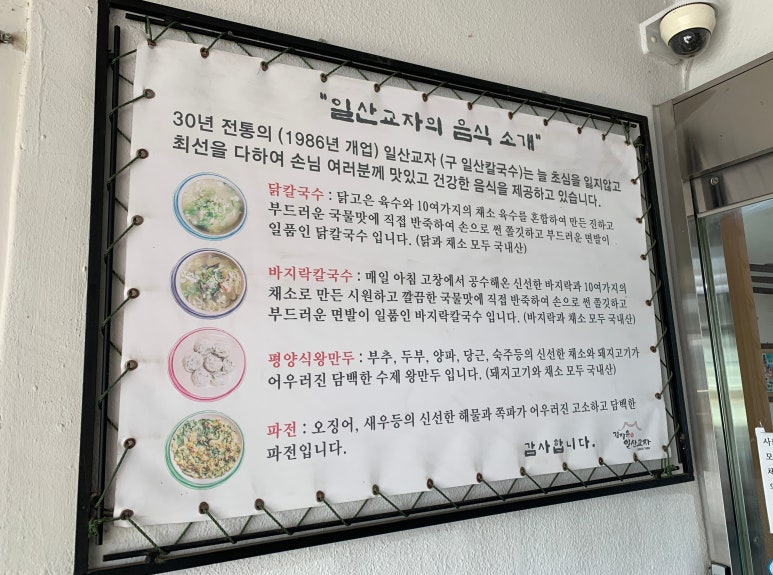 "일산교자의 음식 소개"
30년 전통의 (1986년 개업) 일산교자 (구 일산칼국수)는 늘 초심을 잃지않고
최선을 다하여 손님 여러분께 맛있고 건강한 음식을 제공하고 있습니다.
닭칼국수 : 닭고은 육수와 10여가지의 채소 육수를 혼합하여 만든 진하고
부드러운 국물맛에 직접 반죽하여 손으로 썬 쫄깃하고 부드러운 면발이
일품인 닭칼국수 입니다. (닭과 채소 모두 국내산)
바지락칼국수 : 매일 아침 고창에서 공수해온 신선한 바지락과 10여가지의
채소로 만든 시원하고 깔끔한 국물맛에 직접 반죽하여 손으로 썬 쫄깃하고
부드러운 면발이 일품인 바지락칼국수 입니다. (바지락과 채소 모두 국내산)
평양식왕만두 : 부추, 두부, 양파, 당근, 숙주등의 신선한 채소와 돼지고기가
어우러진 담백한 수제 왕만두 입니다. (돼지고기와 채소 모두 국내산)
파전 : 오징어, 새우등의 신선한 해물과 쪽파가 어우러진 고소하고 담백한
파전입니다.
감사합니다.
일산교자